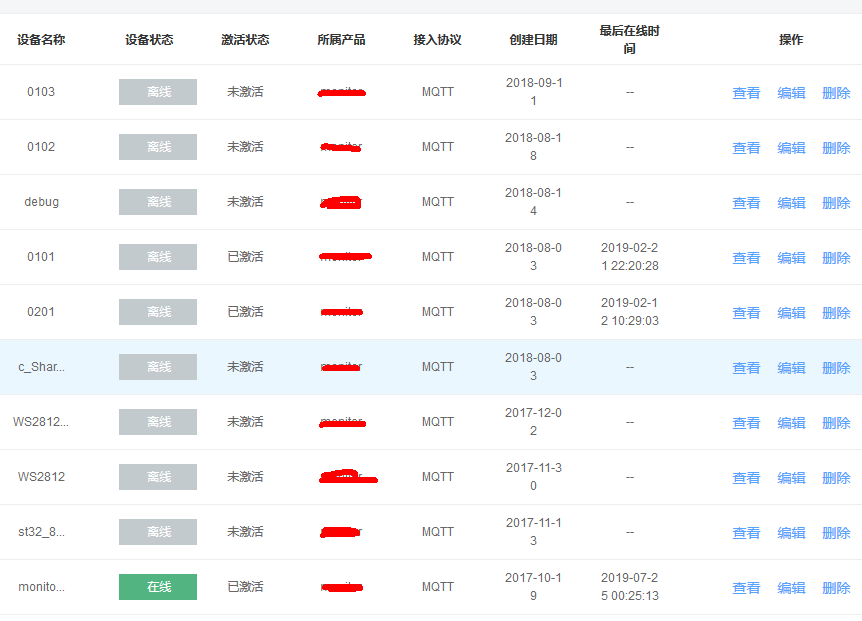 设备名称 设备状态 激活状态 所属产品 接入协议 创建日期 最后在线时间 操作
0103 离线 未激活 MQTT 2018-09-11 -- 查看 编辑 删除
0102 离线 未激活 MQTT 2018-08-18 -- 查看 编辑 删除
debug 离线 未激活 MQTT 2018-08-14 -- 查看 编辑 删除
0101 离线 已激活 MQTT 2018-08-03 2019-02-21 22:20:28 查看 编辑 删除
0201 离线 已激活 MQTT 2018-08-03 2019-02-12 10:29:03 查看 编辑 删除
c_Shar... 离线 未激活 MQTT 2018-08-03 -- 查看 编辑 删除
WS2812... 离线 未激活 MQTT 2017-12-02 -- 查看 编辑 删除
WS2812 离线 未激活 MQTT 2017-11-30 -- 查看 编辑 删除
st32_8... 离线 未激活 MQTT 2017-11-13 -- 查看 编辑 删除
monito... 在线 已激活 MQTT 2017-10-19 2019-07-25 00:25:13 查看 编辑 删除